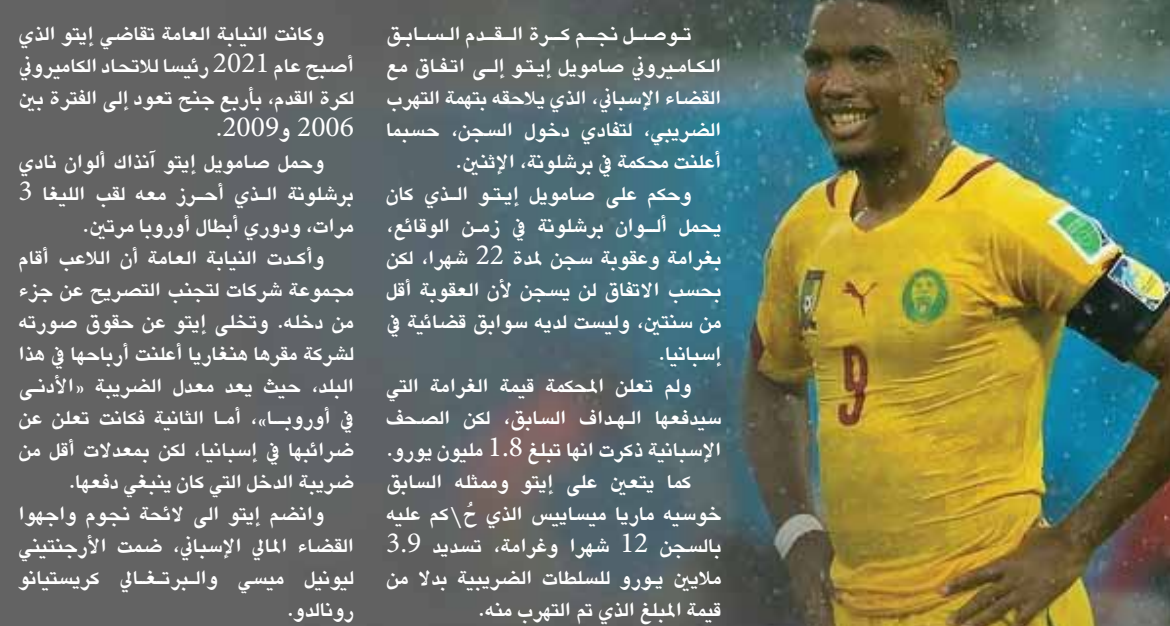 توصل نجم كرة القدم السابق
الكاميروني صامويل إيتو إلى اتفاق مع
القضاء الإسباني، الذي يلاحقه بتهمة التهرب
الضريبي، لتفادي دخول السجن، حسبما
أعلنت محكمة في برشلونة، الإثنين.
وحكم على صامويل إيتو الذي كان
يحمل ألوان برشلونة في زمن الوقائع،
بغرامة وعقوبة سجن لمدة 22 شهرا، لكن
بحسب الاتفاق لن يسجن لأن العقوبة أقل
من سنتين، وليست لديه سوابق قضائية في
إسبانيا.
ولم تعلن المحكمة قيمة الغرامة التي
سيدفعها الهداف السابق، لكن الصحف
الإسبانية ذكرت انها تبلغ 1.8 مليون يورو.
كما يتعين على إيتو وممثله السابق
خوسيه ماريا ميساييس الذي حُ\كم عليه
بالسجن 12 شهرا وغرامة، تسديد 3.9
ملايين يورو للسلطات الضريبية بدلا من
قيمة المبلغ الذي تم التهرب منه.
وكانت النيابة العامة تقاضي إيتو الذي
أصبح عام 2021 رئيسا للاتحاد الكاميروني
لكرة القدم، بأربع جنح تعود إلى الفترة بين
2006 و2009.
وحمل صامويل إيتو آنذاك ألوان نادي
برشلونة الذي أحرز معه لقب الليغا 3
مرات، ودوري أبطال أوروبا مرتين.
وأكدت النيابة العامة أن اللاعب أقام
مجموعة شركات لتجنب التصريح عن جزء
من دخله. وتخلى إيتو عن حقوق صورته
لشركة مقرها هنغاريا أعلنت أرباحها في هذا
البلد، حيث يعد معدل الضريبة «الأدنى
في أوروبا»، أما الثانية فكانت تعلن عن
ضرائبها في إسبانيا، لكن بمعدلات أقل من
ضريبة الدخل التي كان ينبغي دفعها.
وانضم إيتو الى لائحة نجوم واجهوا
القضاء المالي الإسباني، ضمت الأرجنتيني
ليونيل ميسي والبرتغالي كريستيانو
رونالدو.
9